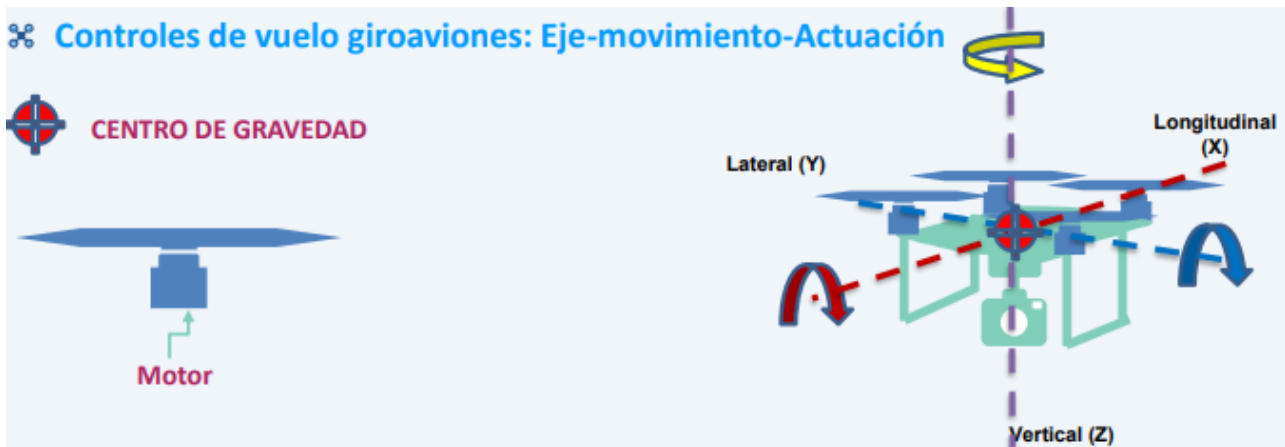 Controles de vuelo giroaviones: Eje-movimiento-Actuación
CENTRO DE GRAVEDAD
Longitudinal
(X)
Lateral (Y)
Motor
Vertical (Z)